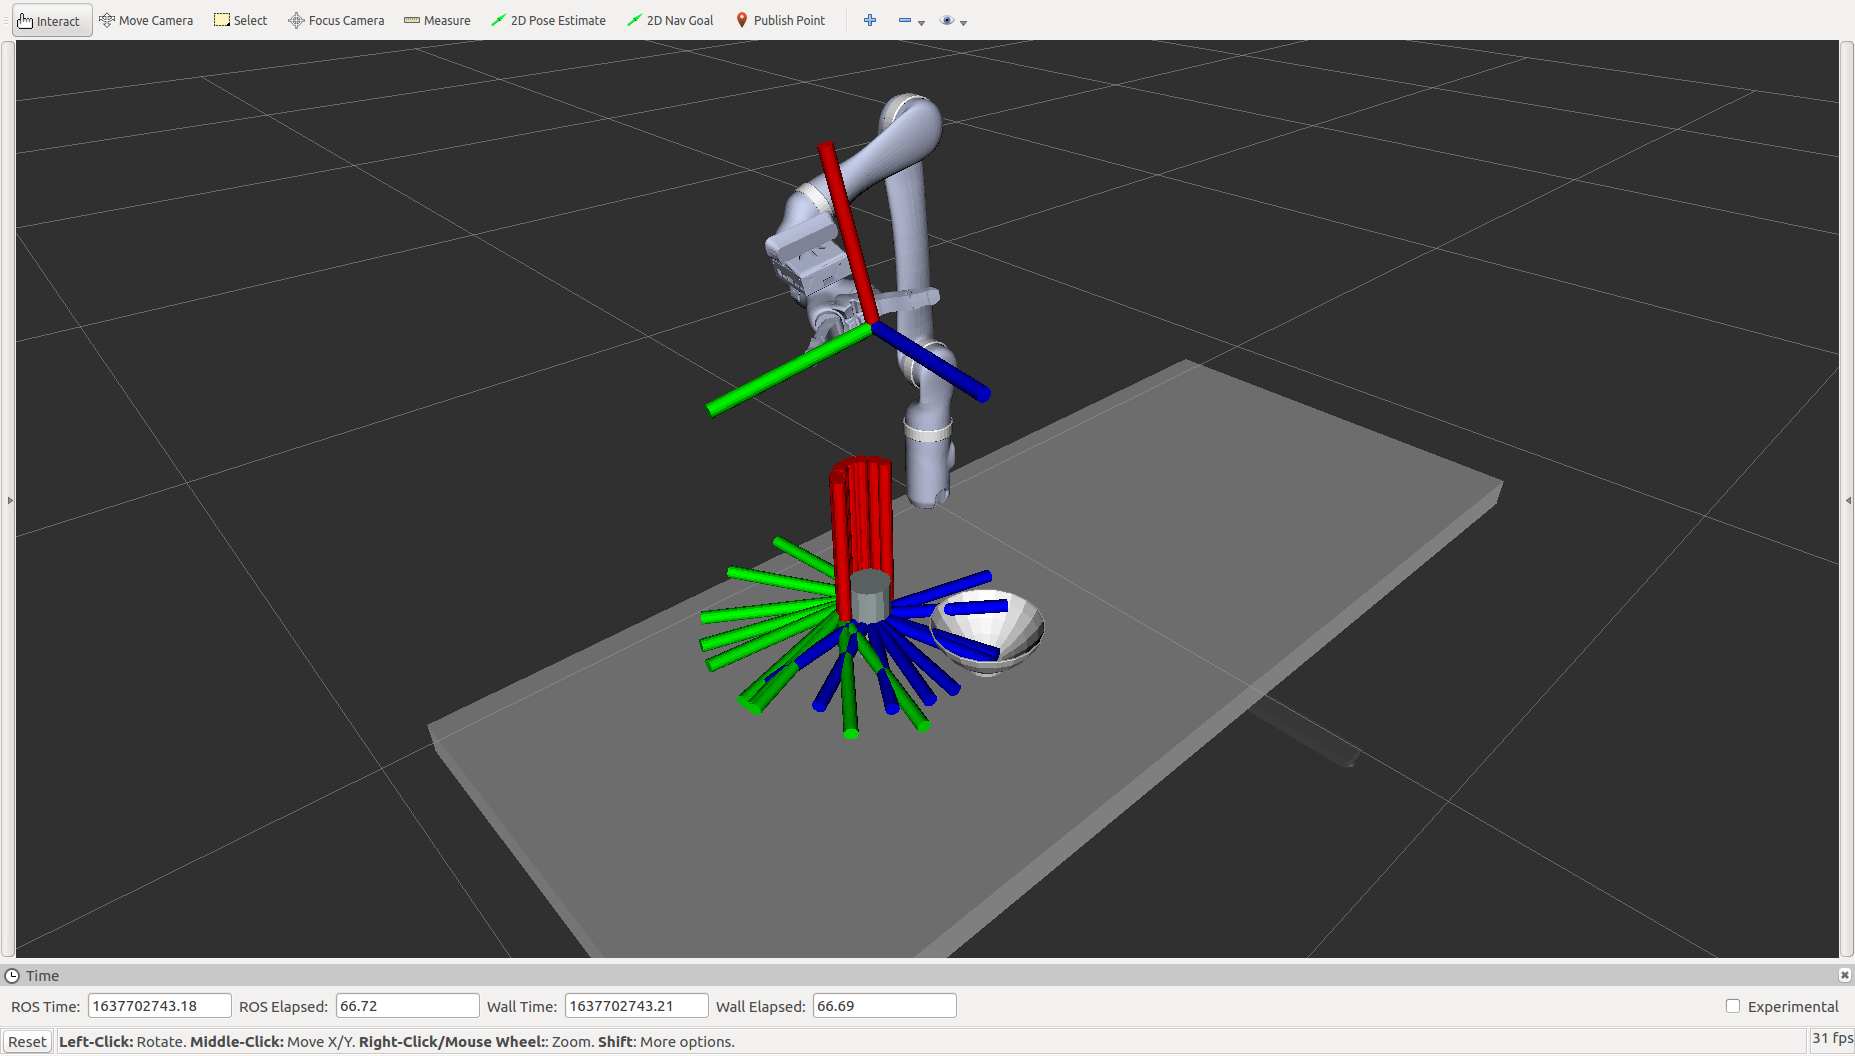 Interact Move Camera Select Focus Camera Measure 2D Pose Estimate 2D Nav Goal Publish Point
Time
ROS Time: 1637702743.18 ROS Elapsed: 66.72 Wall Time: 1637702743.21 Wall Elapsed: 66.69 Experimental
Reset Left-Click: Rotate. Middle-Click: Move X/Y. Right-Click/Mouse Wheel:: Zoom. Shift: More options. 31 fps